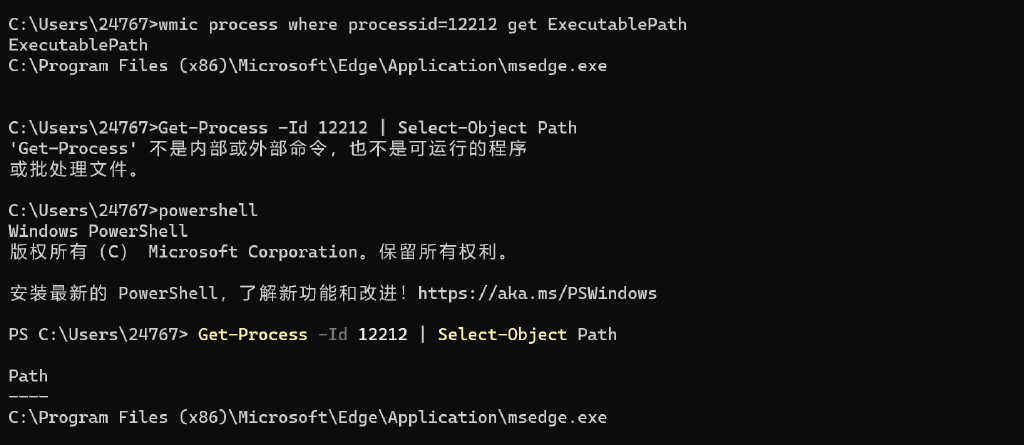 C:\Users\24767>wmic process where processid=12212 get ExecutablePath
ExecutablePath
C:\Program Files (x86)\Microsoft\Edge\Application\msedge.exe
C:\Users\24767>Get-Process -Id 12212 | Select-Object Path
'Get-Process' 不是内部或外部命令，也不是可运行的程序
或批处理文件。
C:\Users\24767>powershell
Windows PowerShell
版权所有（C） Microsoft Corporation。保留所有权利。
安装最新的 PowerShell，了解新功能和改进！https://aka.ms/PSWindows
PS C:\Users\24767> Get-Process -Id 12212 | Select-Object Path
Path
----
C:\Program Files (x86)\Microsoft\Edge\Application\msedge.exe